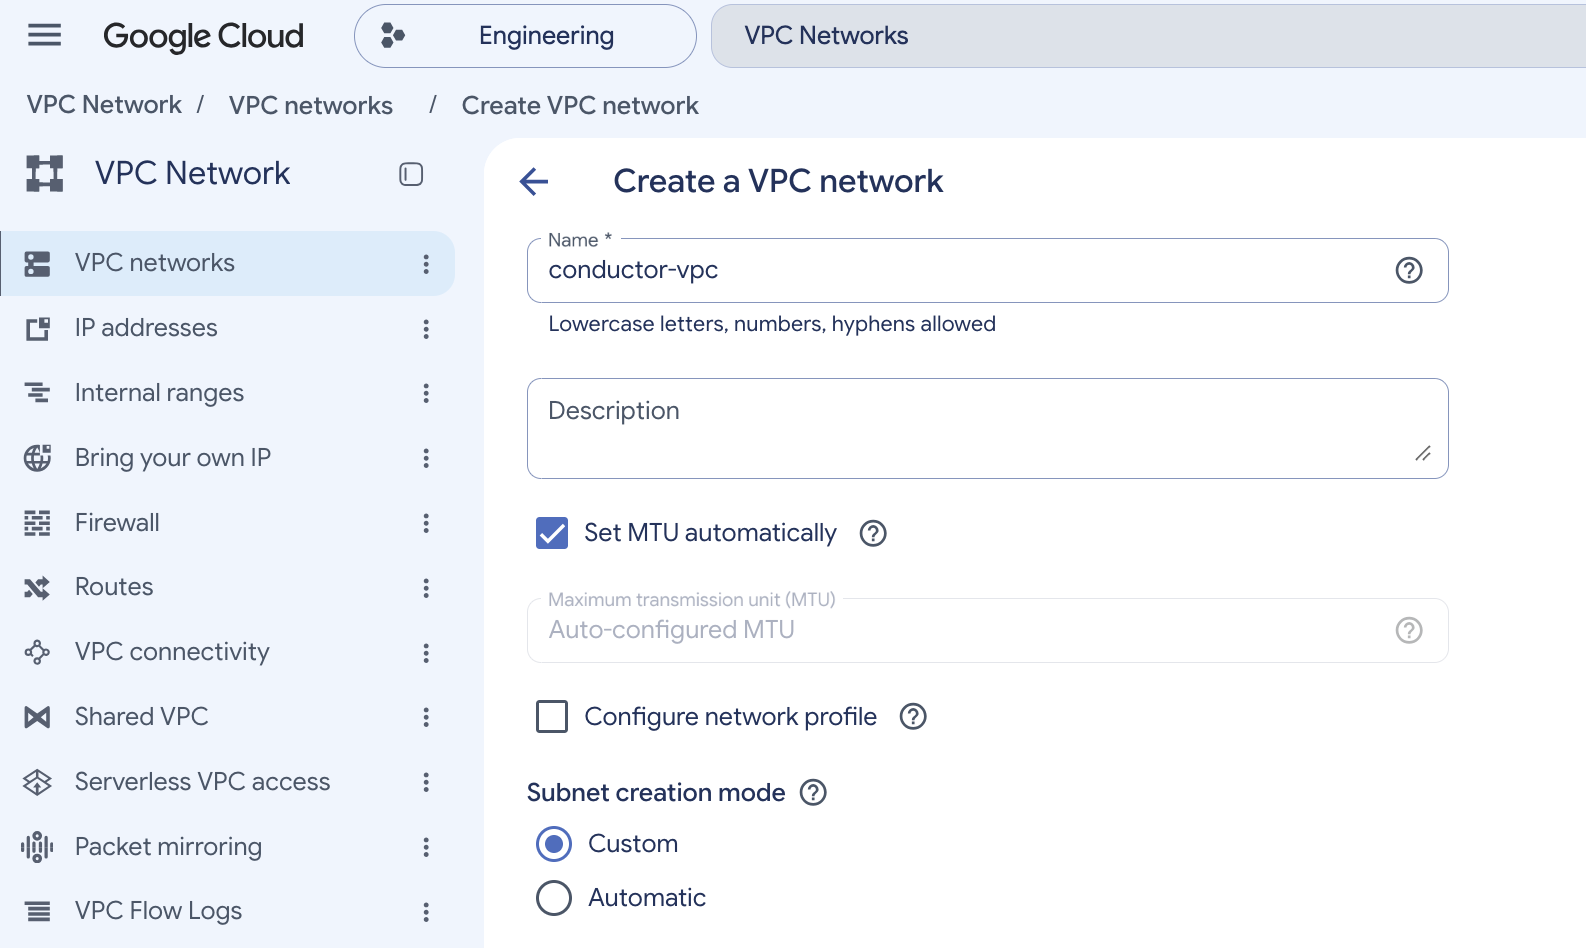 Google Cloud
Engineering
VPC Networks
VPC Network / VPC networks / Create VPC network
VPC Network
VPC networks
IP addresses
Internal ranges
Bring your own IP
Firewall
Routes
VPC connectivity
Shared VPC
Serverless VPC access
Packet mirroring
VPC Flow Logs
Create a VPC network
Name *
conductor-vpc
Lowercase letters, numbers, hyphens allowed
Description
Set MTU automatically
Maximum transmission unit (MTU)
Auto-configured MTU
Configure network profile
Subnet creation mode
Custom
Automatic